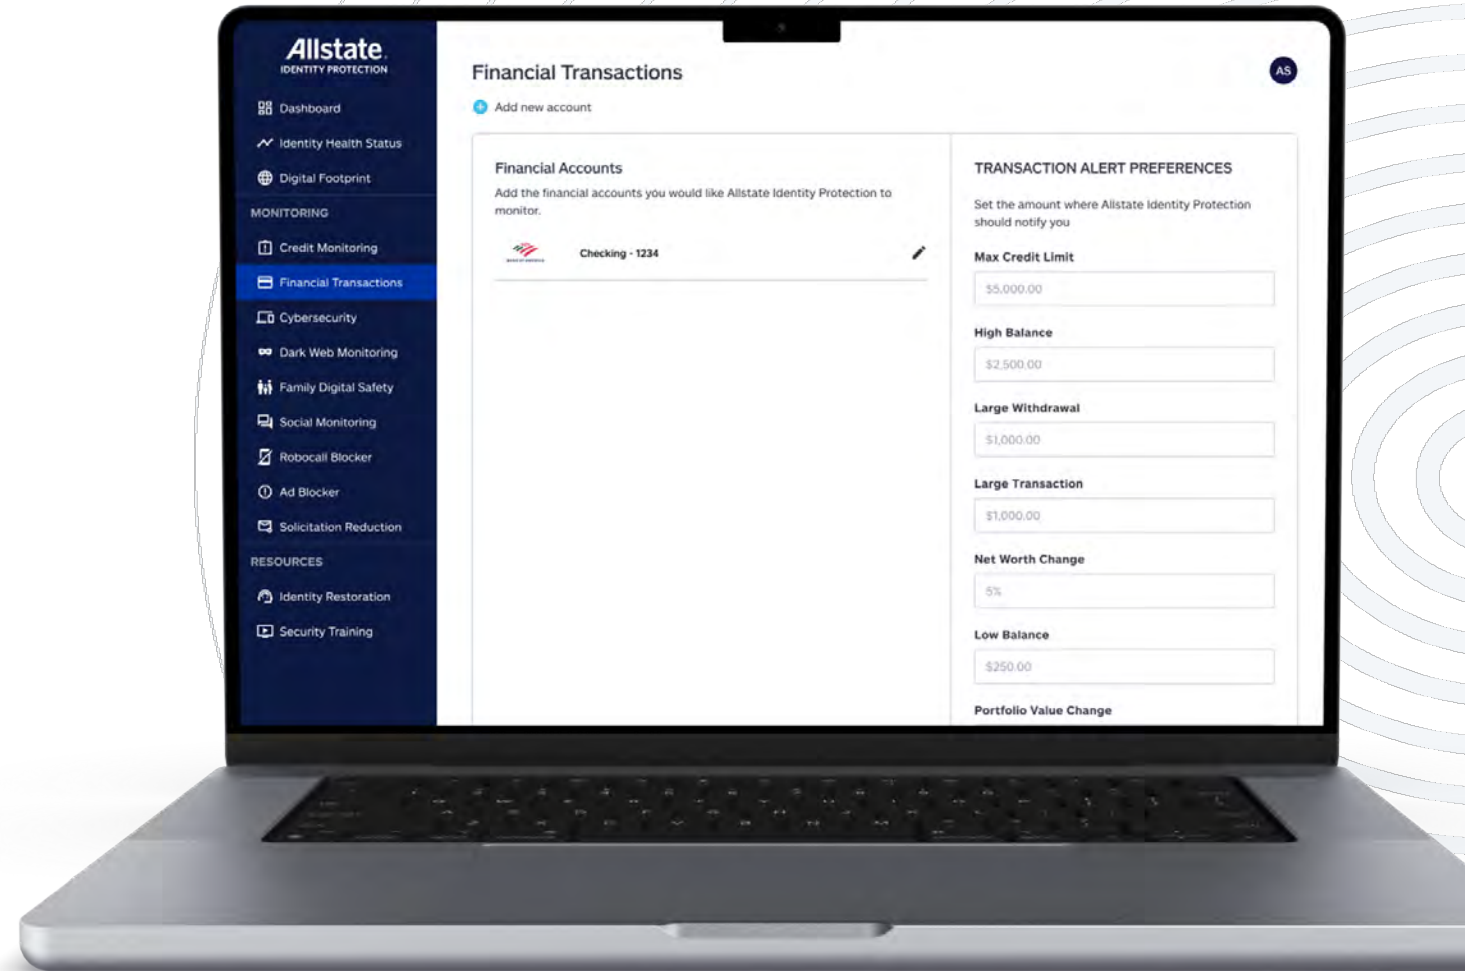 Allstate
IDENTITY PROTECTION
Dashboard
Identity Health Status
Digital Footprint
MONITORING
Credit Monitoring
Financial Transactions
Cybersecurity
Dark Web Monitoring
Family Digital Safety
Social Monitoring
Robocall Blocker
Ad Blocker
Solicitation Reduction
RESOURCES
Identity Restoration
Security Training
Financial Transactions
AS
Add new account
Financial Accounts
Add the financial accounts you would like Allstate Identity Protection to
monitor.
BANK OF AMERICA
Checking - 1234
TRANSACTION ALERT PREFERENCES
Set the amount where Allstate Identity Protection
should notify you
Max Credit Limit
$5,000.00
High Balance
$2,500.00
Large Withdrawal
$1,000.00
Large Transaction
$1,000.00
Net Worth Change
5%
Low Balance
$250.00
Portfolio Value Change